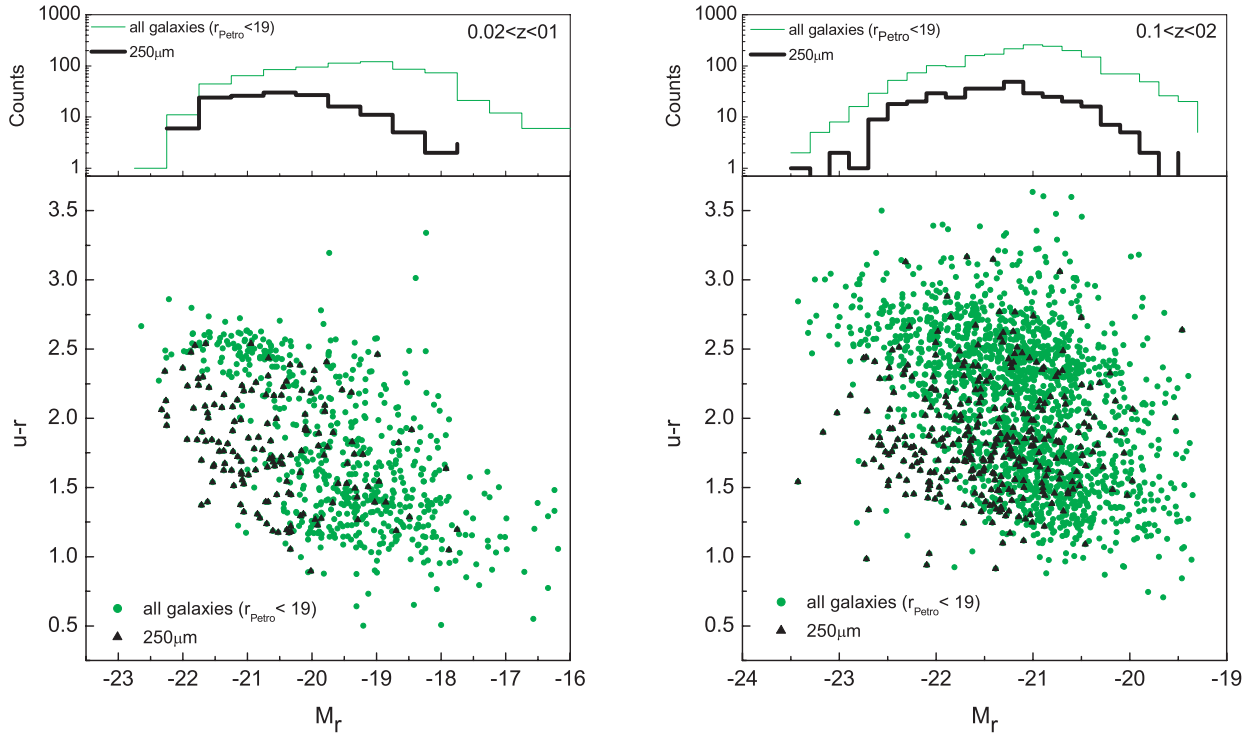 1000
100
10
1
Counts
all galaxies (rPetro<19)
250μm
0.02<z<01
3.5
3.0
2.5
2.0
1.5
1.0
0.5
u-r
all galaxies (rPetro< 19)
250μm
-23 -22 -21 -20 -19 -18 -17 -16
Mr
1000
100
10
1
Counts
all galaxies (rPetro<19)
250μm
0.1<z<02
3.5
3.0
2.5
2.0
1.5
1.0
0.5
u-r
all galaxies (rPetro< 19)
250μm
-24 -23 -22 -21 -20 -19
Mr